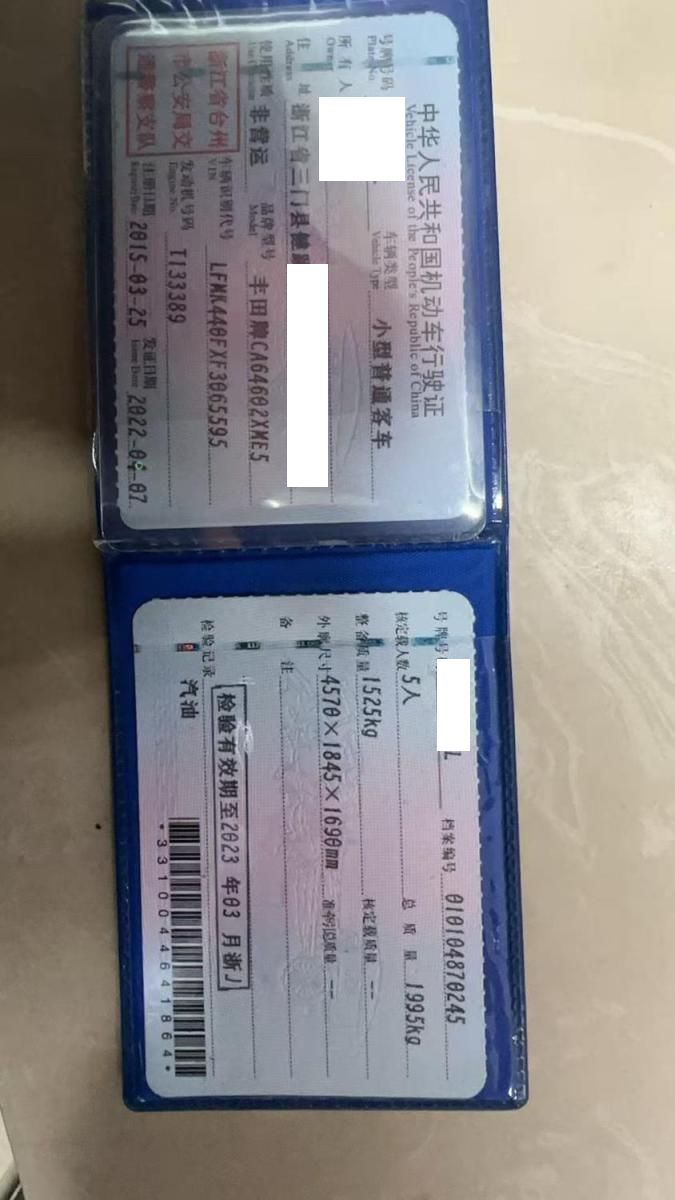 中华人民共和国机动车行驶证
Vehicle License of the People's Republic of China
号牌号码
Plate No.
车辆类型 小型普通客车
Vehicle Type
所有人
Owner
住址 浙江省三门县健
Address
使用性质 非营运 品牌型号 丰田牌CA64602XME5
Use Character Model
浙江省台州
市公安局交
通警察支队
车辆识别代号 LFMK440FXF3065595
VIN
发动机号码 T133389
Engine No.
注册日期 2015-03-25 发证日期 2022-04-07
Register Date Issue Date
号牌号 L 档案编号 010104870245
核定载人数 5人 总质量 1995kg
整备质量 1525kg 核定载质量 --
外廓尺寸 4570×1845×1690mm 准牵引总质量 --
备注
检验有效期至2023 年03 月浙J
检验记录
汽油
*3310044641864*